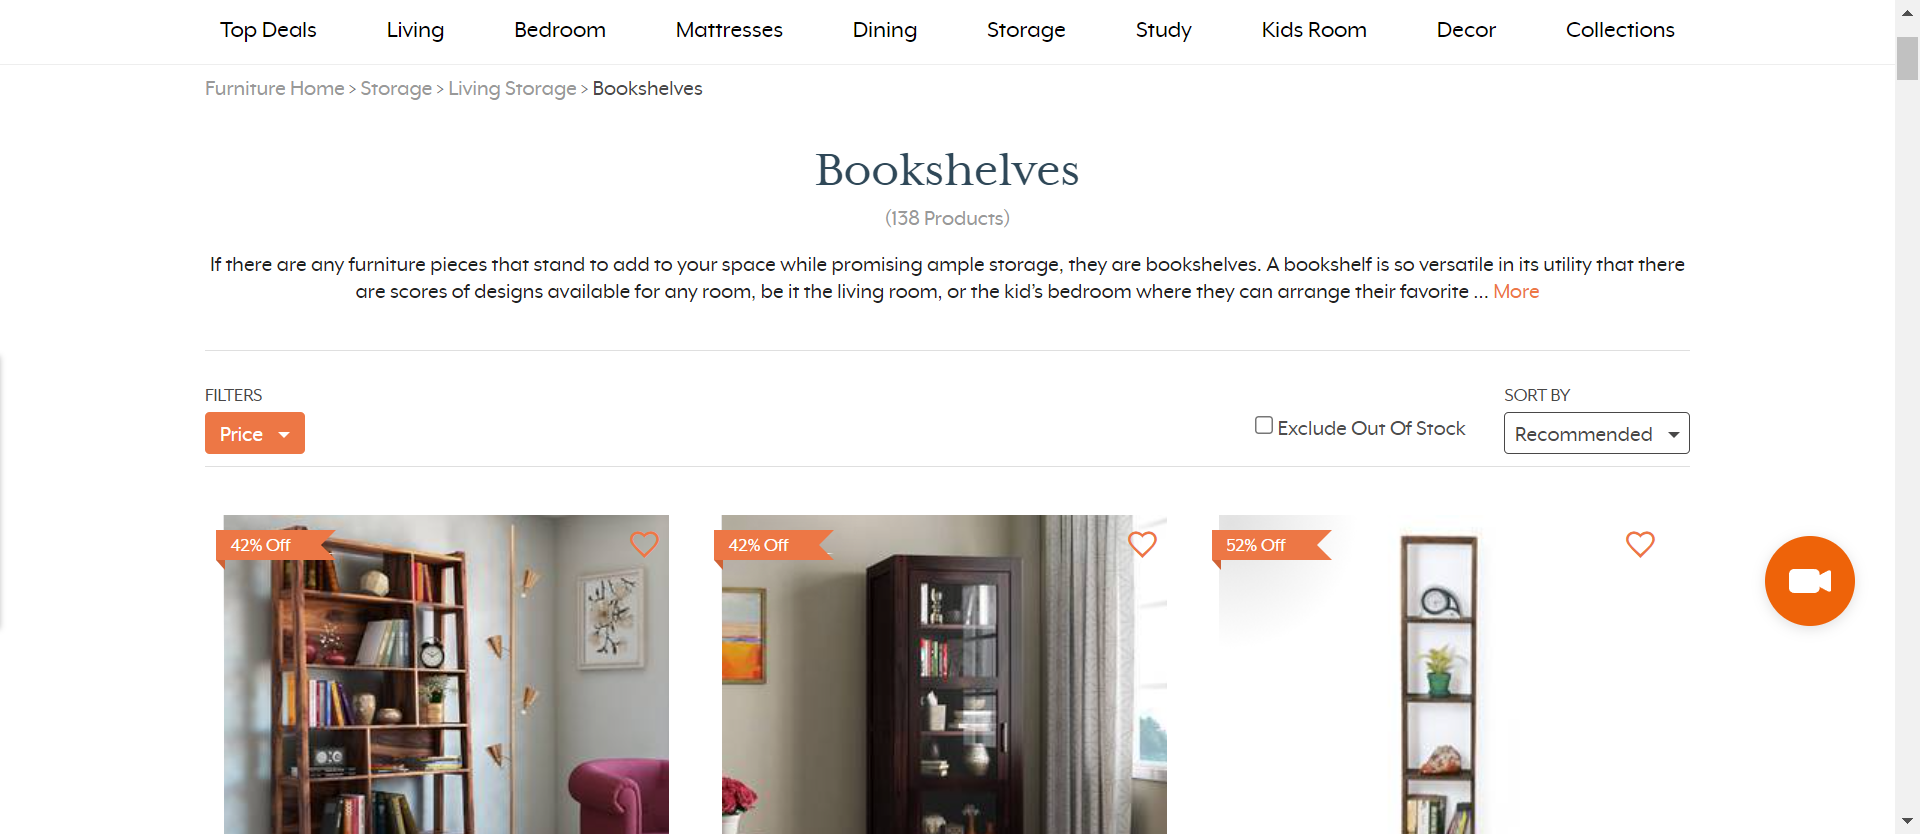 Top Deals Living Bedroom Mattresses Dining Storage Study Kids Room Decor Collections
Furniture Home > Storage > Living Storage > Bookshelves
Bookshelves
(138 Products)
If there are any furniture pieces that stand to add to your space while promising ample storage, they are bookshelves. A bookshelf is so versatile in its utility that there
are scores of designs available for any room, be it the living room, or the kid’s bedroom where they can arrange their favorite ... More
FILTERS
Price
Exclude Out Of Stock
SORT BY
Recommended
42% Off
42% Off
52% Off